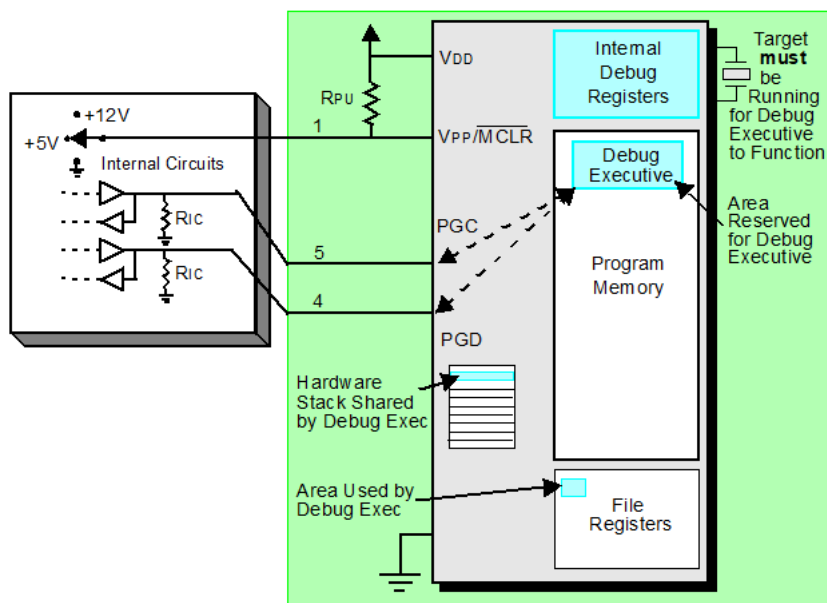 +12V
+5V
Internal Circuits
RIC
RIC
1
5
4
RPU
VDD
VPP/MCLR
PGC
PGD
Hardware
Stack Shared
by Debug Exec
Area Used by
Debug Exec
Internal
Debug
Registers
Debug
Executive
Program
Memory
File
Registers
Target
must
be
Running
for Debug
Executive
to Function
Area
Reserved
for Debug
Executive